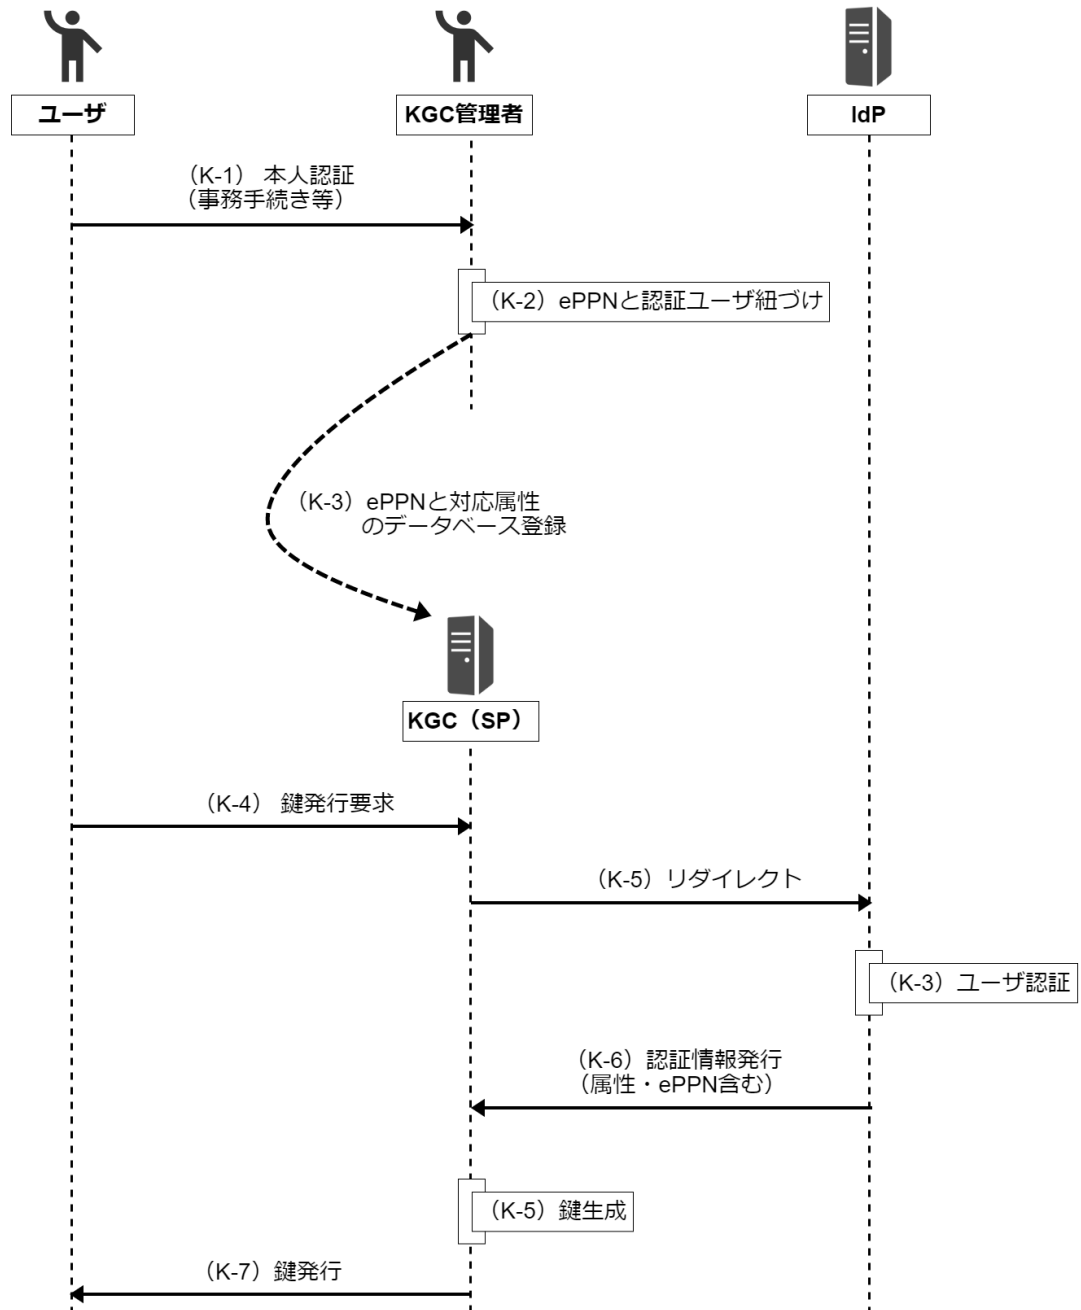 ユーザ
KGC管理者
IdP
（K-1） 本人認証
（事務手続き等）
（K-2）ePPNと認証ユーザ紐づけ
（K-3）ePPNと対応属性
のデータベース登録
KGC（SP）
（K-4） 鍵発行要求
（K-5）リダイレクト
（K-3）ユーザ認証
（K-6）認証情報発行
（属性・ePPN含む）
（K-5）鍵生成
（K-7）鍵発行